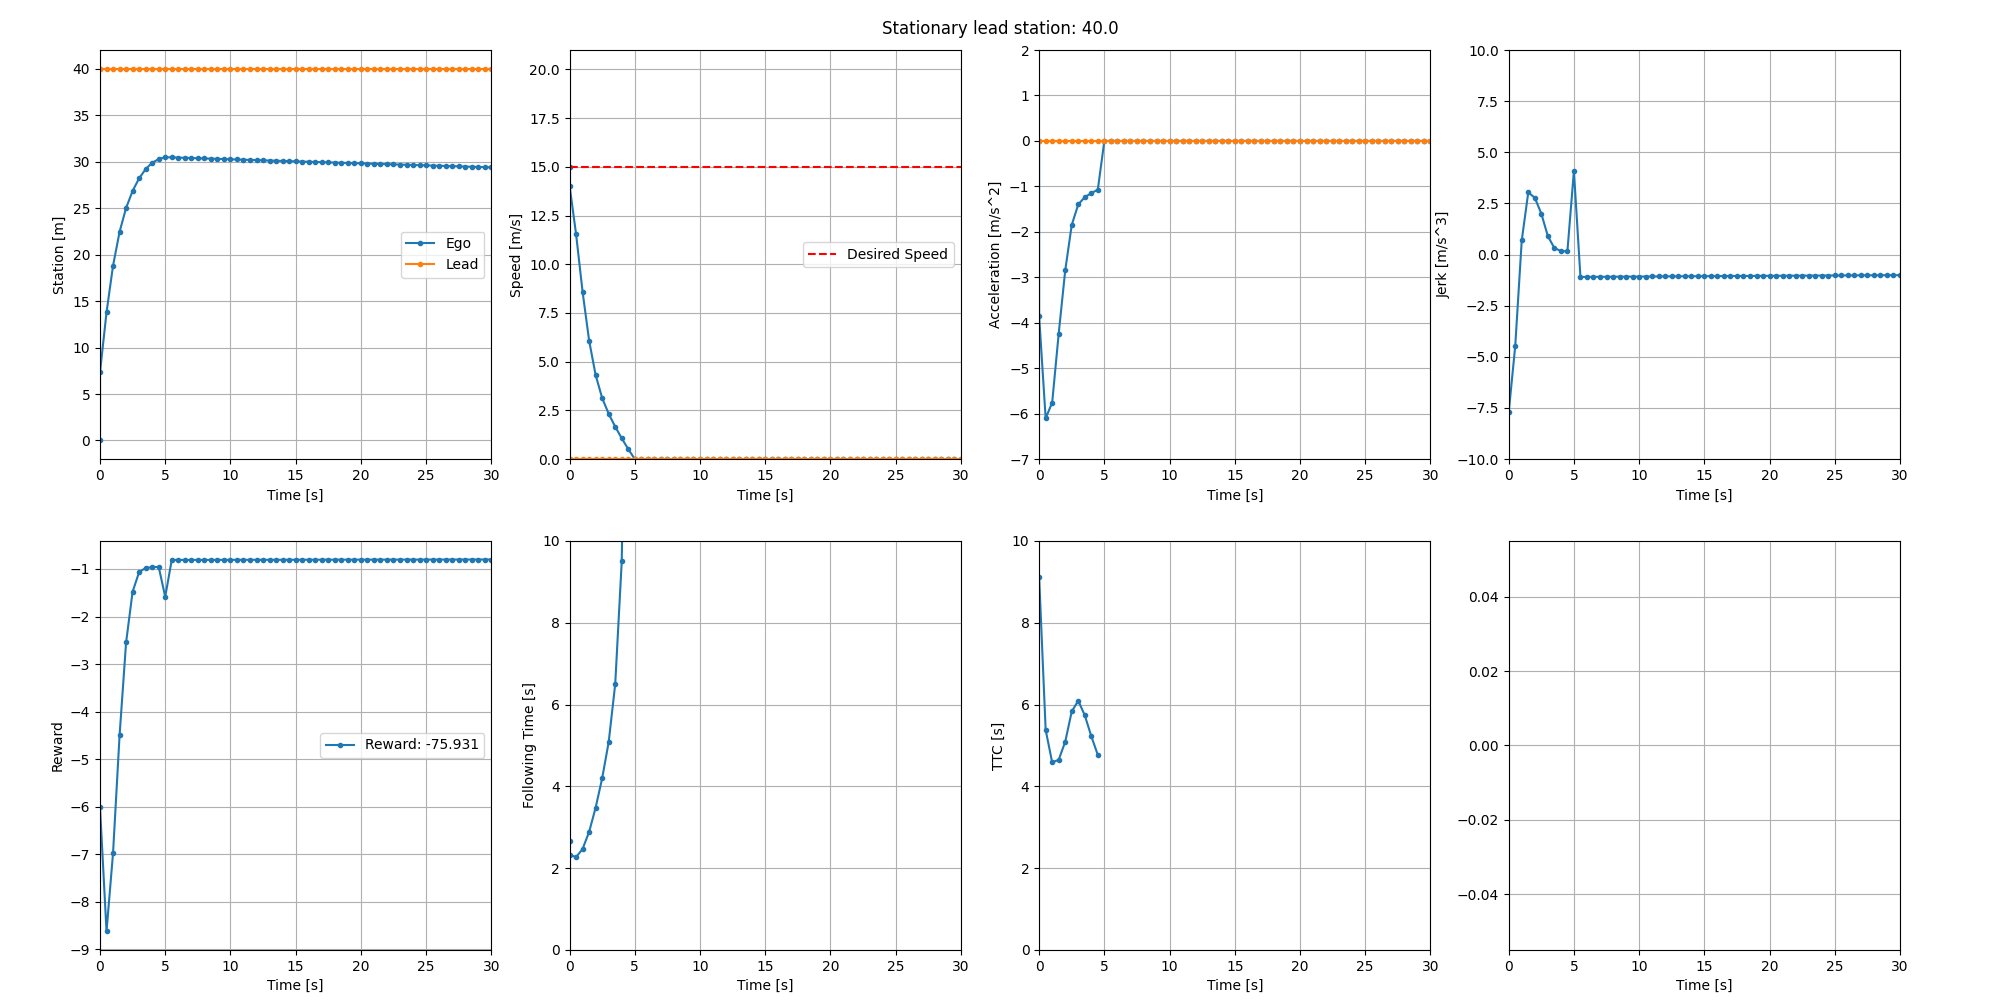 Stationary lead station: 40.0
40
35
30
25
20
15
10
5
0
Station [m]
Ego
Lead
0 5 10 15 20 25 30
Time [s]
20.0
17.5
15.0
12.5
10.0
7.5
5.0
2.5
0.0
Speed [m/s]
Desired Speed
0 5 10 15 20 25 30
Time [s]
2
1
0
−1
−2
−3
−4
−5
−6
−7
Acceleration [m/s^2]
0 5 10 15 20 25 30
Time [s]
10.0
7.5
5.0
2.5
0.0
−2.5
−5.0
−7.5
−10.0
Jerk [m/s^3]
0 5 10 15 20 25 30
Time [s]
−1
−2
−3
−4
−5
−6
−7
−8
−9
Reward
Reward: -75.931
0 5 10 15 20 25 30
Time [s]
10
8
6
4
2
0
Following Time [s]
0 5 10 15 20 25 30
Time [s]
10
8
6
4
2
0
TTC [s]
0 5 10 15 20 25 30
Time [s]
0.04
0.02
0.00
−0.02
−0.04
0 5 10 15 20 25 30
Time [s]